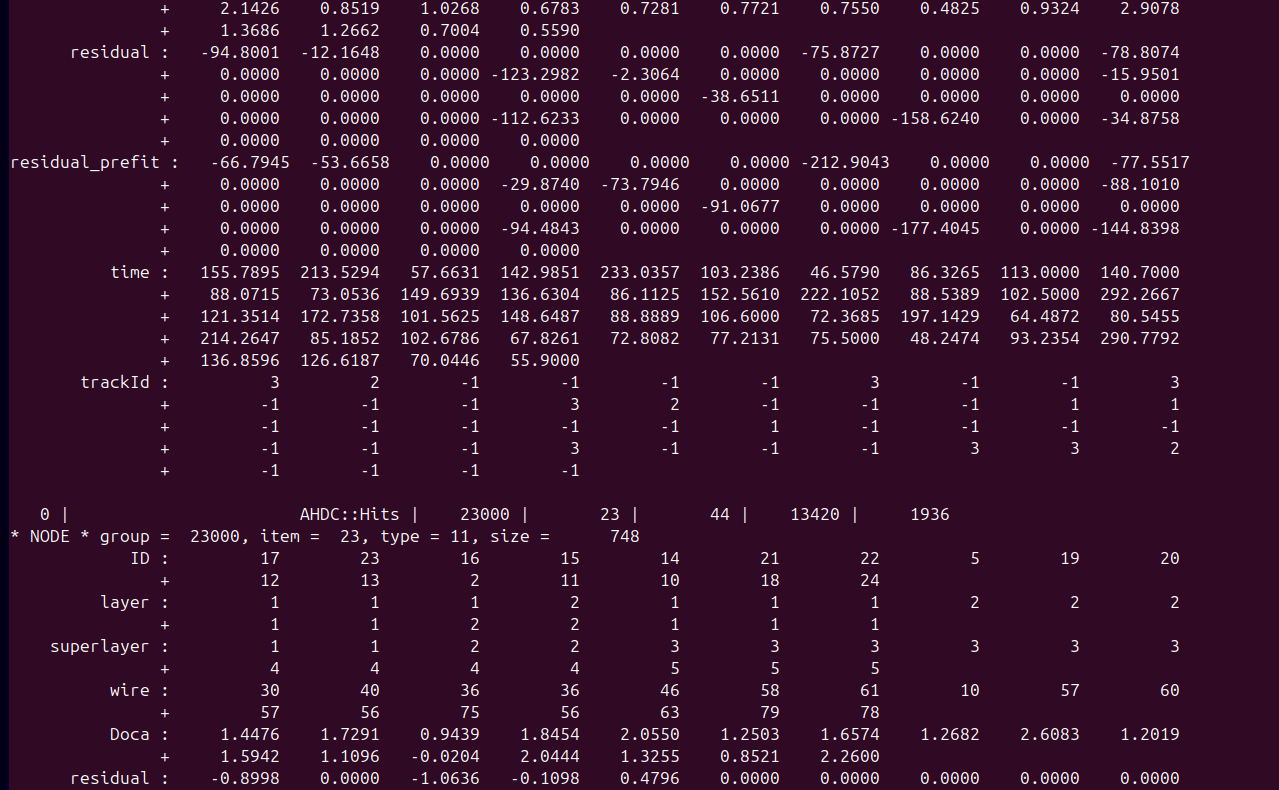 + 2.1426 0.8519 1.0268 0.6783 0.7281 0.7721 0.7550 0.4825 0.9324 2.9078
+ 1.3686 1.2662 0.7004 0.5590
residual : -94.8001 -12.1648 0.0000 0.0000 0.0000 0.0000 -75.8727 0.0000 0.0000 -78.8074
+ 0.0000 0.0000 0.0000 -123.2982 -2.3064 0.0000 0.0000 0.0000 0.0000 -15.9501
+ 0.0000 0.0000 0.0000 0.0000 0.0000 -38.6511 0.0000 0.0000 0.0000 0.0000
+ 0.0000 0.0000 0.0000 -112.6233 0.0000 0.0000 0.0000 -158.6240 0.0000 -34.8758
+ 0.0000 0.0000 0.0000 0.0000
residual_prefit : -66.7945 -53.6658 0.0000 0.0000 0.0000 0.0000 -212.9043 0.0000 0.0000 -77.5517
+ 0.0000 0.0000 0.0000 -29.8740 -73.7946 0.0000 0.0000 0.0000 0.0000 -88.1010
+ 0.0000 0.0000 0.0000 0.0000 0.0000 -91.0677 0.0000 0.0000 0.0000 0.0000
+ 0.0000 0.0000 0.0000 -94.4843 0.0000 0.0000 0.0000 -177.4045 0.0000 -144.8398
+ 0.0000 0.0000 0.0000 0.0000
time : 155.7895 213.5294 57.6631 142.9851 233.0357 103.2386 46.5790 86.3265 113.0000 140.7000
+ 88.0715 73.0536 149.6939 136.6304 86.1125 152.5610 222.1052 88.5389 102.5000 292.2667
+ 121.3514 172.7358 101.5625 148.6487 88.8889 106.6000 72.3685 197.1429 64.4872 80.5455
+ 214.2647 85.1852 102.6786 67.8261 72.8082 77.2131 75.5000 48.2474 93.2354 290.7792
+ 136.8596 126.6187 70.0446 55.9000
trackId : 3 2 -1 -1 -1 -1 3 -1 -1 3
+ -1 -1 -1 3 2 -1 -1 -1 1 1
+ -1 -1 -1 -1 -1 1 -1 -1 -1 -1
+ -1 -1 -1 3 -1 -1 -1 3 3 2
+ -1 -1 -1 -1
0 | AHDC::Hits | 23000 | 23 | 44 | 13420 | 1936
* NODE * group = 23000, item = 23, type = 11, size = 748
ID : 17 23 16 15 14 21 22 5 19 20
+ 12 13 2 11 10 18 24
layer : 1 1 1 2 1 1 1 2 2 2
+ 1 1 2 2 1 1 1
superlayer : 1 1 2 2 3 3 3 3 3 3
+ 4 4 4 4 5 5 5
wire : 30 40 36 36 46 58 61 10 57 60
+ 57 56 75 56 63 79 78
Doca : 1.4476 1.7291 0.9439 1.8454 2.0550 1.2503 1.6574 1.2682 2.6083 1.2019
+ 1.5942 1.1096 -0.0204 2.0444 1.3255 0.8521 2.2600
residual : -0.8998 0.0000 -1.0636 -0.1098 0.4796 0.0000 0.0000 0.0000 0.0000 0.0000